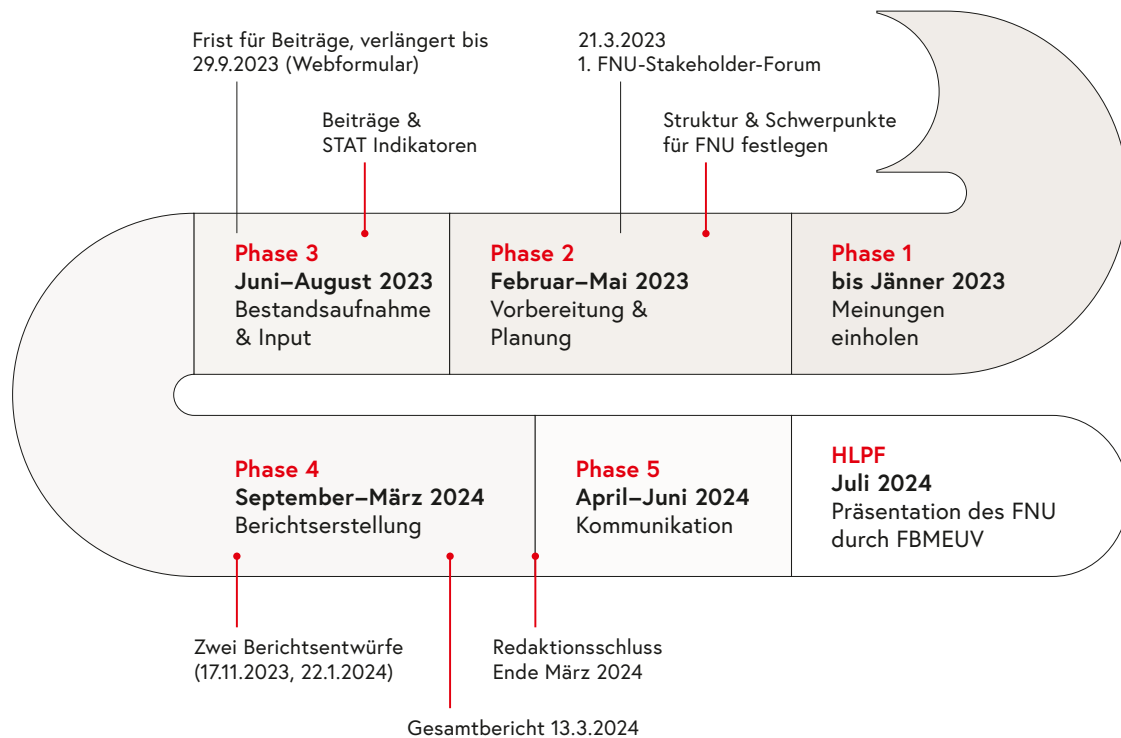 Frist für Beiträge, verlängert bis
29.9.2023 (Webformular)
21.3.2023
1. FNU-Stakeholder-Forum
Beiträge &
STAT Indikatoren
Struktur & Schwerpunkte
für FNU festlegen
Phase 3
Juni–August 2023
Bestandsaufnahme
& Input
Phase 2
Februar–Mai 2023
Vorbereitung &
Planung
Phase 1
bis Jänner 2023
Meinungen
einholen
Phase 4
September–März 2024
Berichtserstellung
Phase 5
April–Juni 2024
Kommunikation
HLPF
Juli 2024
Präsentation des FNU
durch FBMEUV
Zwei Berichtsentwürfe
(17.11.2023, 22.1.2024)
Redaktionsschluss
Ende März 2024
Gesamtbericht 13.3.2024